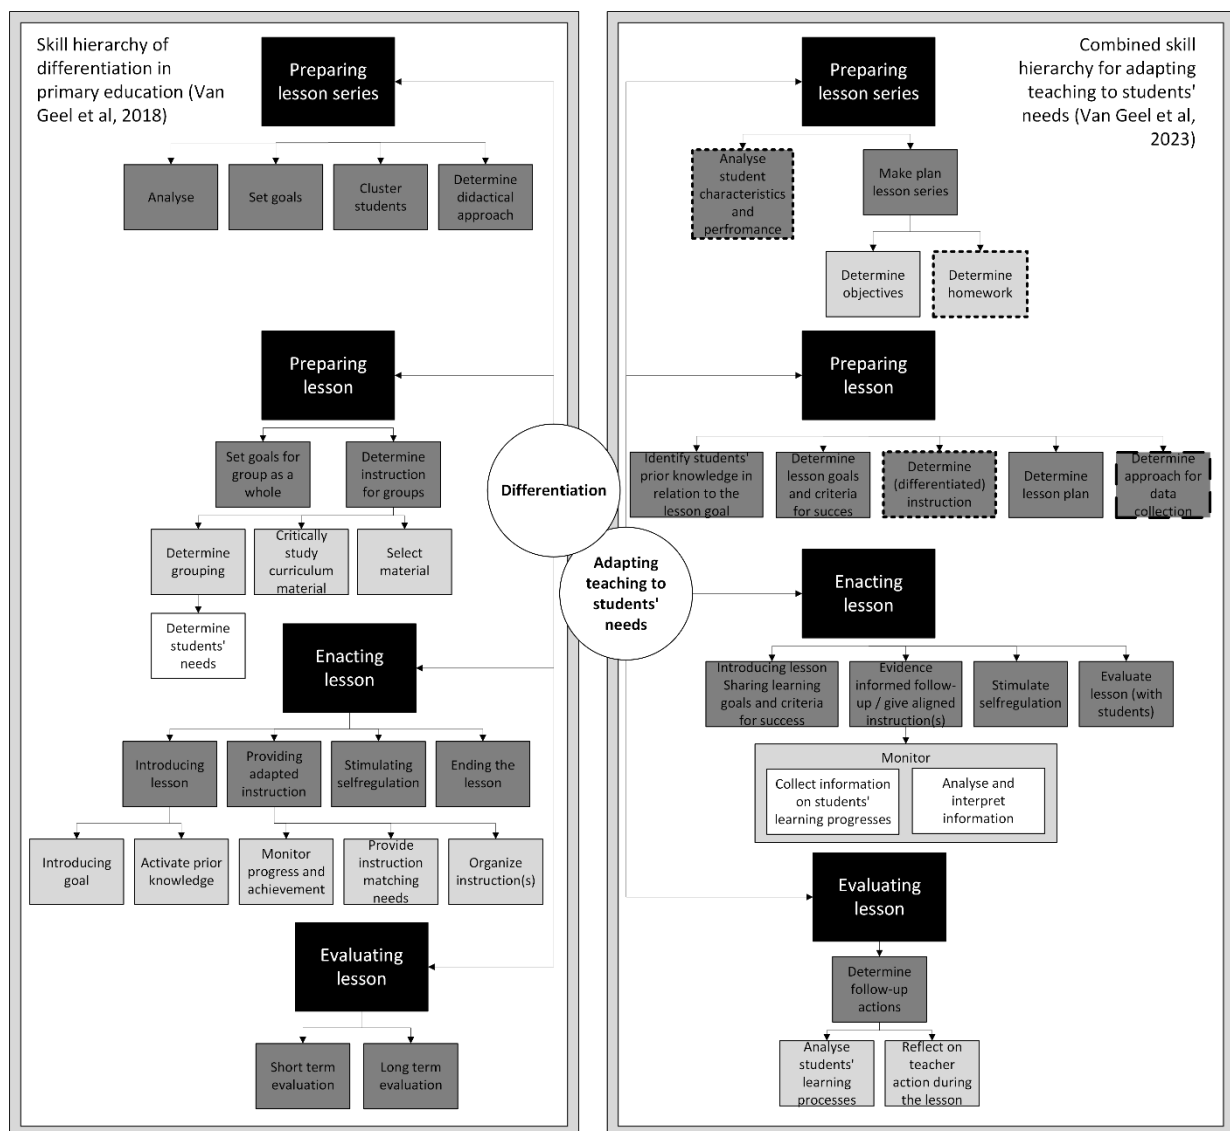 Skill hierarchy of
differentiation in
primary education (Van
Geel et al, 2018)
Preparing
lesson series
Analyse
Set goals
Cluster
students
Determine
didactical
approach
Preparing
lesson
Set goals for
group as a
whole
Determine
instruction
for groups
Determine
grouping
Critically
study
curriculum
material
Select
material
Determine
students'
needs
Enacting
lesson
Introducing
lesson
Providing
adapted
instruction
Stimulating
selfregulation
Ending the
lesson
Introducing
goal
Activate prior
knowledge
Monitor
progress and
achievement
Provide
instruction
matching
needs
Organize
instruction(s)
Evaluating
lesson
Short term
evaluation
Long term
evaluation
Differentiation
Adapting
teaching to
students'
needs
Combined skill
hierarchy for adapting
teaching to students'
needs (Van Geel et al,
2023)
Preparing
lesson series
Analyse
student
characteristics
and
perfromance
Make plan
lesson series
Determine
objectives
Determine
homework
Preparing
lesson
Identify students'
prior knowledge in
relation to the
lesson goal
Determine
lesson goals
and criteria
for succes
Determine
(differentiated)
instruction
Determine
lesson plan
Determine
approach for
data
collection
Enacting
lesson
Introducing lesson
Sharing learning
goals and criteria
for success
Evidence
informed follow-
up / give aligned
instruction(s)
Stimulate
selfregulation
Evaluate
lesson (with
students)
Monitor
Collect information
on students'
learning progresses
Analyse and
interpret
information
Evaluating
lesson
Determine
follow-up
actions
Analyse
students'
learning
processes
Reflect on
teacher
action during
the lesson